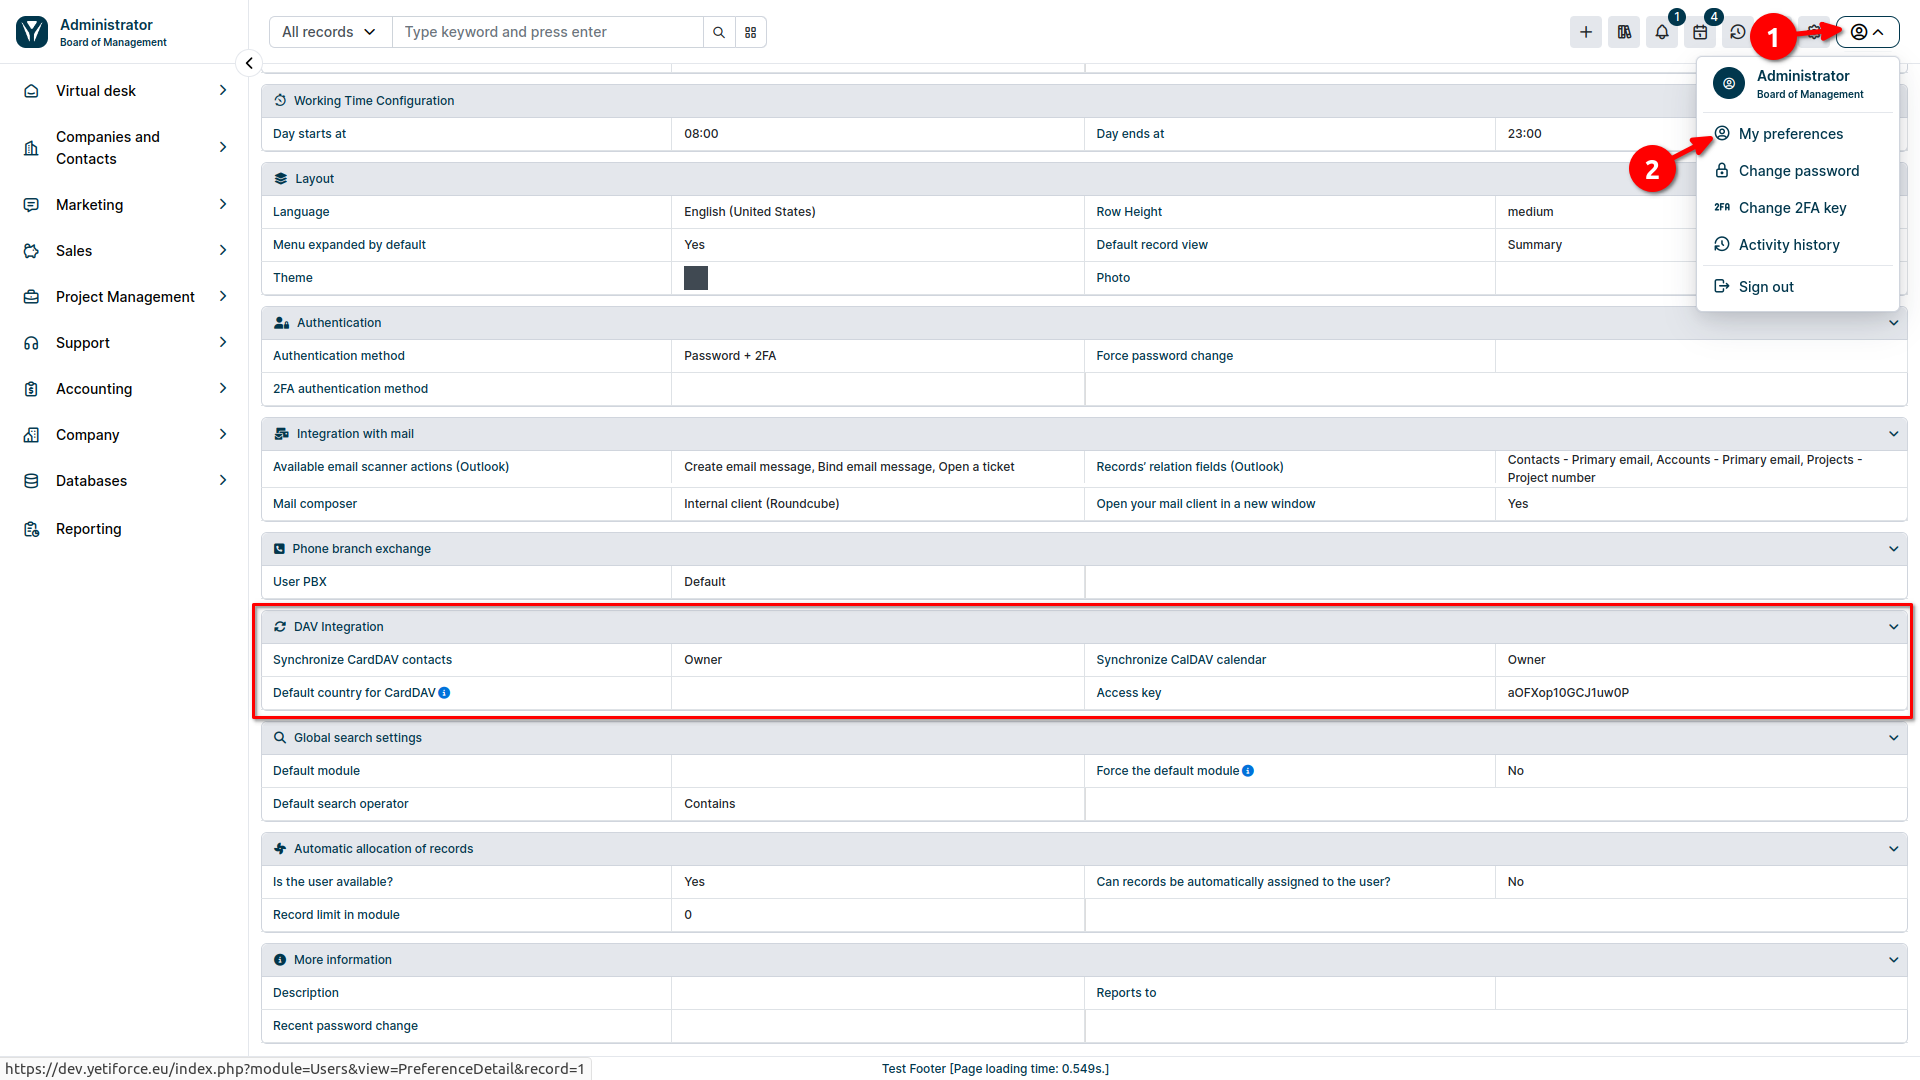 Administrator
Board of Management
All records
Type keyword and press enter
1
4
1
Administrator
Board of Management
My preferences
2
Change password
2FA Change 2FA key
Activity history
Sign out
Virtual desk
Companies and
Contacts
Marketing
Sales
Project Management
Support
Accounting
Company
Databases
Reporting
Working Time Configuration
Day starts at 08:00 Day ends at 23:00
Layout
Language English (United States) Row Height medium
Menu expanded by default Yes Default record view Summary
Theme Photo
Authentication
Authentication method Password + 2FA Force password change
2FA authentication method
Integration with mail
Available email scanner actions (Outlook) Create email message, Bind email message, Open a ticket Records’ relation fields (Outlook) Contacts - Primary email, Accounts - Primary email, Projects -
Project number
Mail composer Internal client (Roundcube) Open your mail client in a new window Yes
Phone branch exchange
User PBX Default
DAV Integration
Synchronize CardDAV contacts Owner Synchronize CalDAV calendar Owner
Default country for CardDAV Access key aOFXop10GCJ1uw0P
Global search settings
Default module Force the default module No
Default search operator Contains
Automatic allocation of records
Is the user available? Yes Can records be automatically assigned to the user? No
Record limit in module 0
More information
Description Reports to
Recent password change
https://dev.yetiforce.eu/index.php?module=Users&view=PreferenceDetail&record=1
Test Footer [Page loading time: 0.549s.]